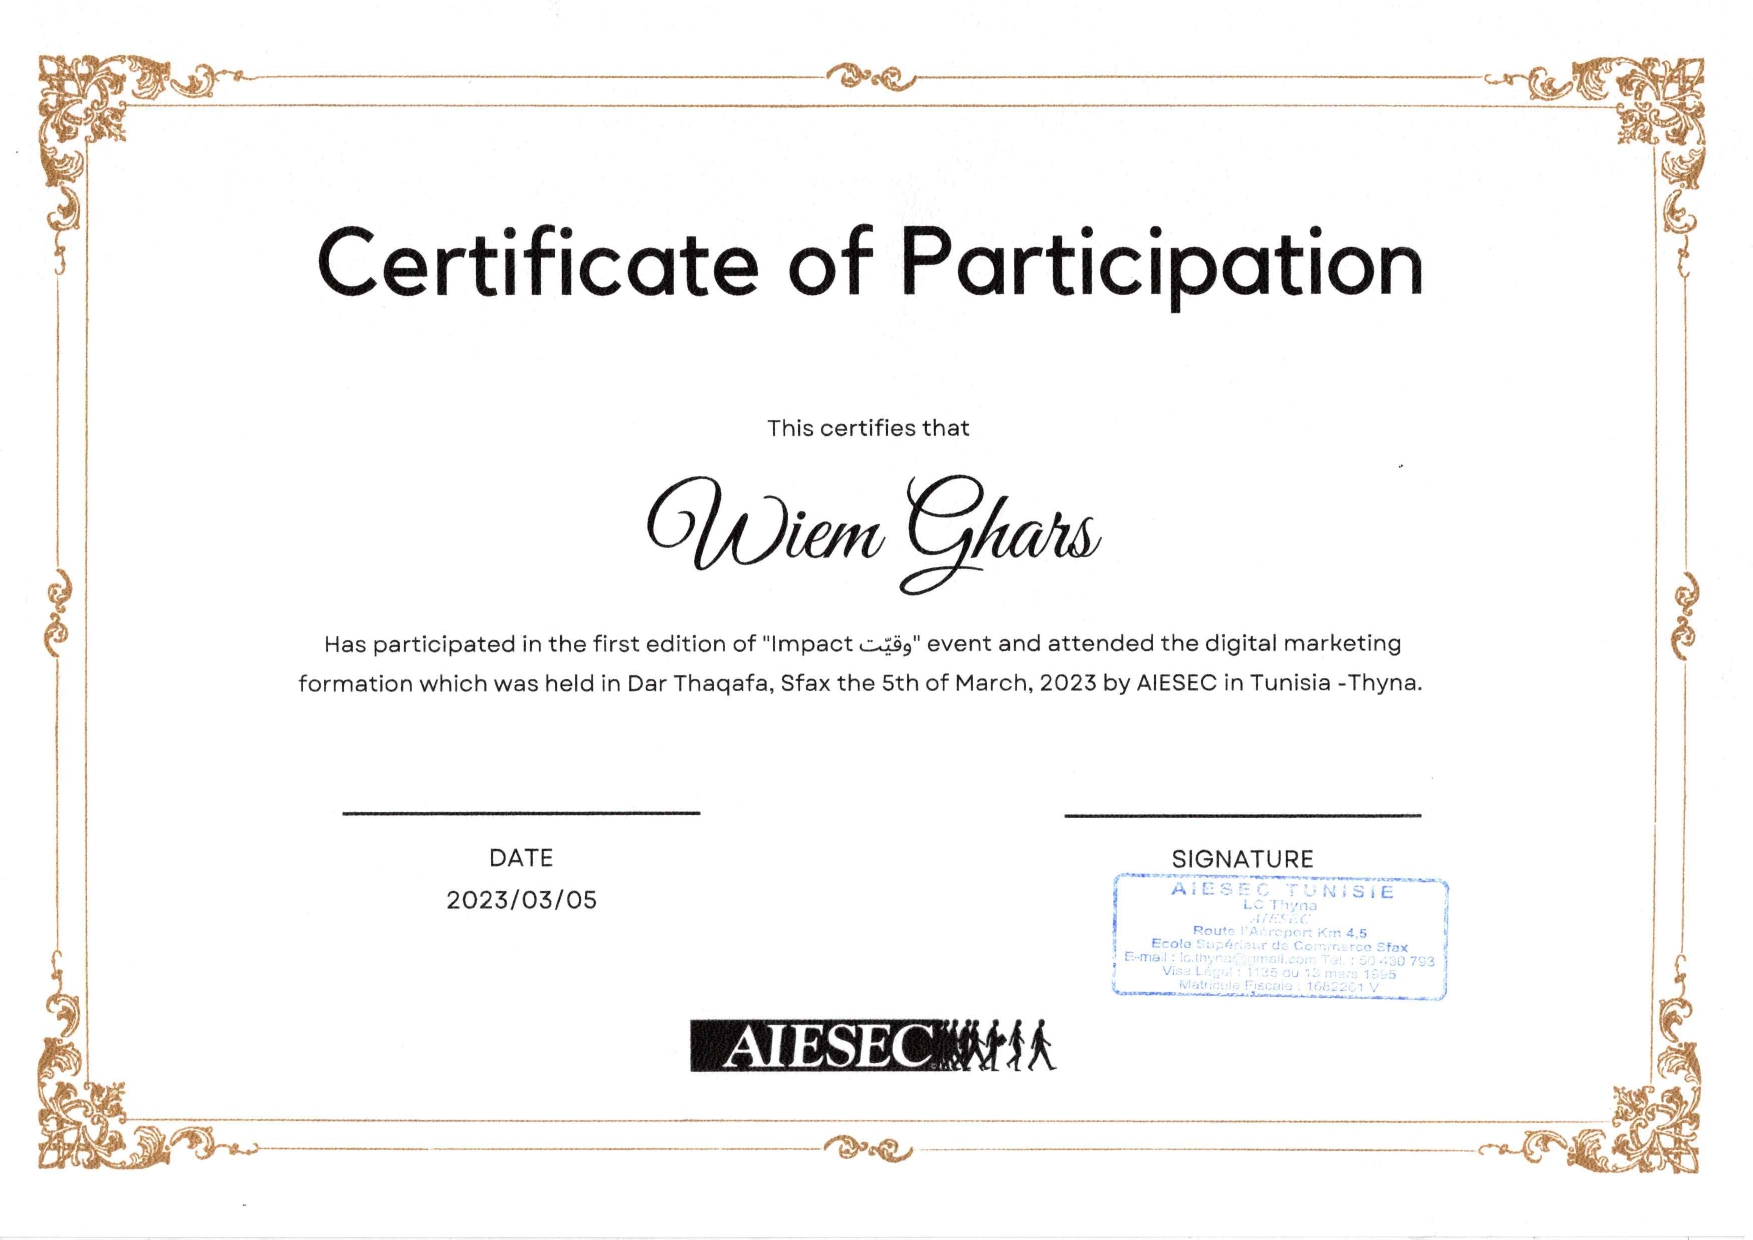 Certificate of Participation
This certifies that
Wiem Ghars
Has participated in the first edition of "Impact وقيّت" event and attended the digital marketing
formation which was held in Dar Thaqafa, Sfax the 5th of March, 2023 by AIESEC in Tunisia -Thyna.
DATE
2023/03/05
SIGNATURE
AIESEC TUNISIE
LC Thyna
AIESEC
Route l'Aéroport Km 4,5
Ecole Supérieur de Commerce Sfax
E-mail : lc.thyna@gmail.com Tel. : 50 430 793
Visa Légal : 1135 du 13 mars 1995
Matricule Fiscale : 1682261 V
AIESEC